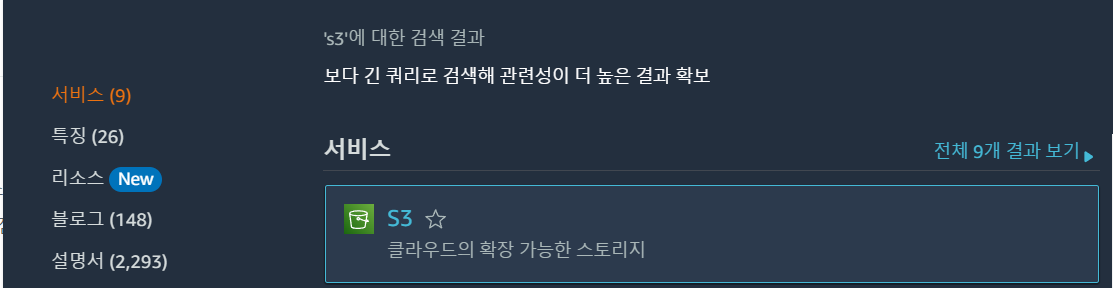 's3'에 대한 검색 결과
보다 긴 쿼리로 검색해 관련성이 더 높은 결과 확보
서비스 (9)
특징 (26)
리소스 New
블로그 (148)
설명서 (2,293)
서비스
전체 9개 결과 보기
S3
클라우드의 확장 가능한 스토리지